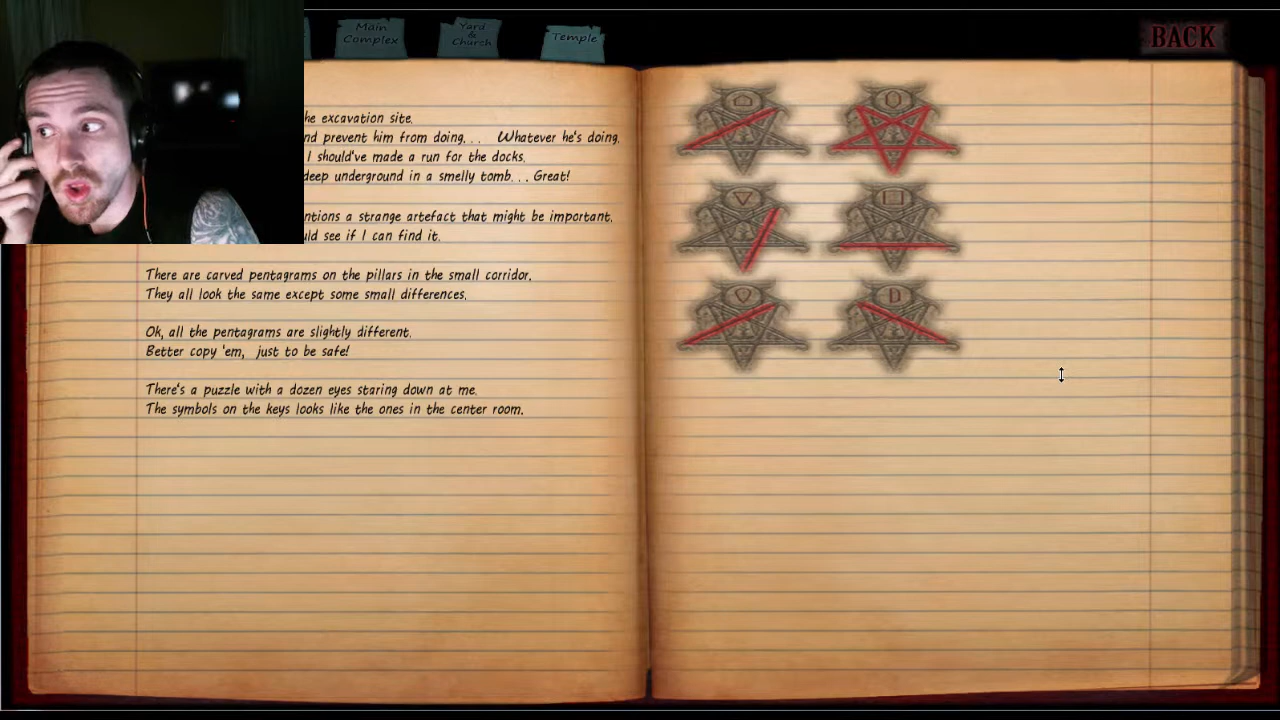 Main
Complex
Yard
&
Church
Temple
BACK
he excavation site.
nd prevent him from doing... Whatever he's doing.
I should've made a run for the docks.
deep underground in a smelly tomb...Great!
ntions a strange artefact that might be important.
uld see if I can find it.
There are carved pentagrams on the pillars in the small corridor.
They all look the same except some small differences.
Ok, all the pentagrams are slightly different.
Better copy 'em, just to be safe!
There's a puzzle with a dozen eyes staring down at me.
The symbols on the keys looks like the ones in the center room.